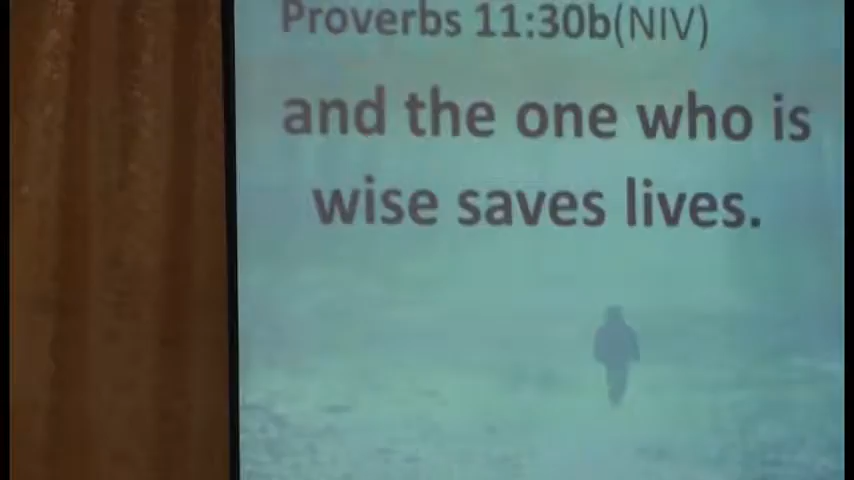 Proverbs 11:30b(NIV)
and the one who is
wise saves lives.